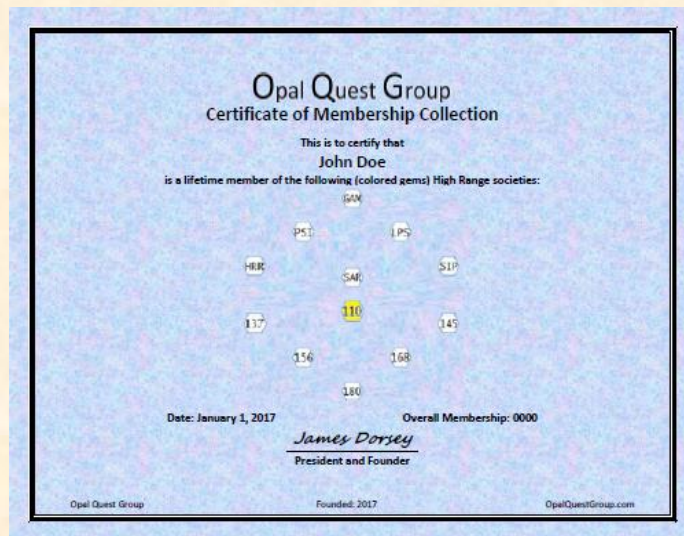 Opal Quest Group
Certificate of Membership Collection
This is to certify that
John Doe
is a lifetime member of the following (colored gems) High Range societies:
GAM
PSI LPS
HRR SIP
SAR
110
137 145
156 168
180
Date: January 1, 2017 Overall Membership: 0000
James Dorsey
President and Founder
Opal Quest Group Founded: 2017 OpalQuestGroup.com